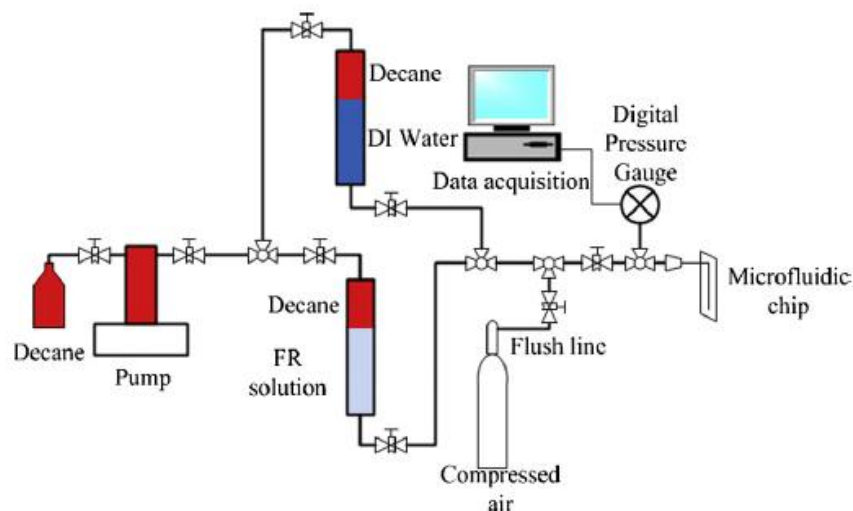 Decane
DI Water
Digital
Pressure
Gauge
Data acquisition
Decane
Pump
Decane
FR
solution
Flush line
Microfluidic
chip
Compressed
air